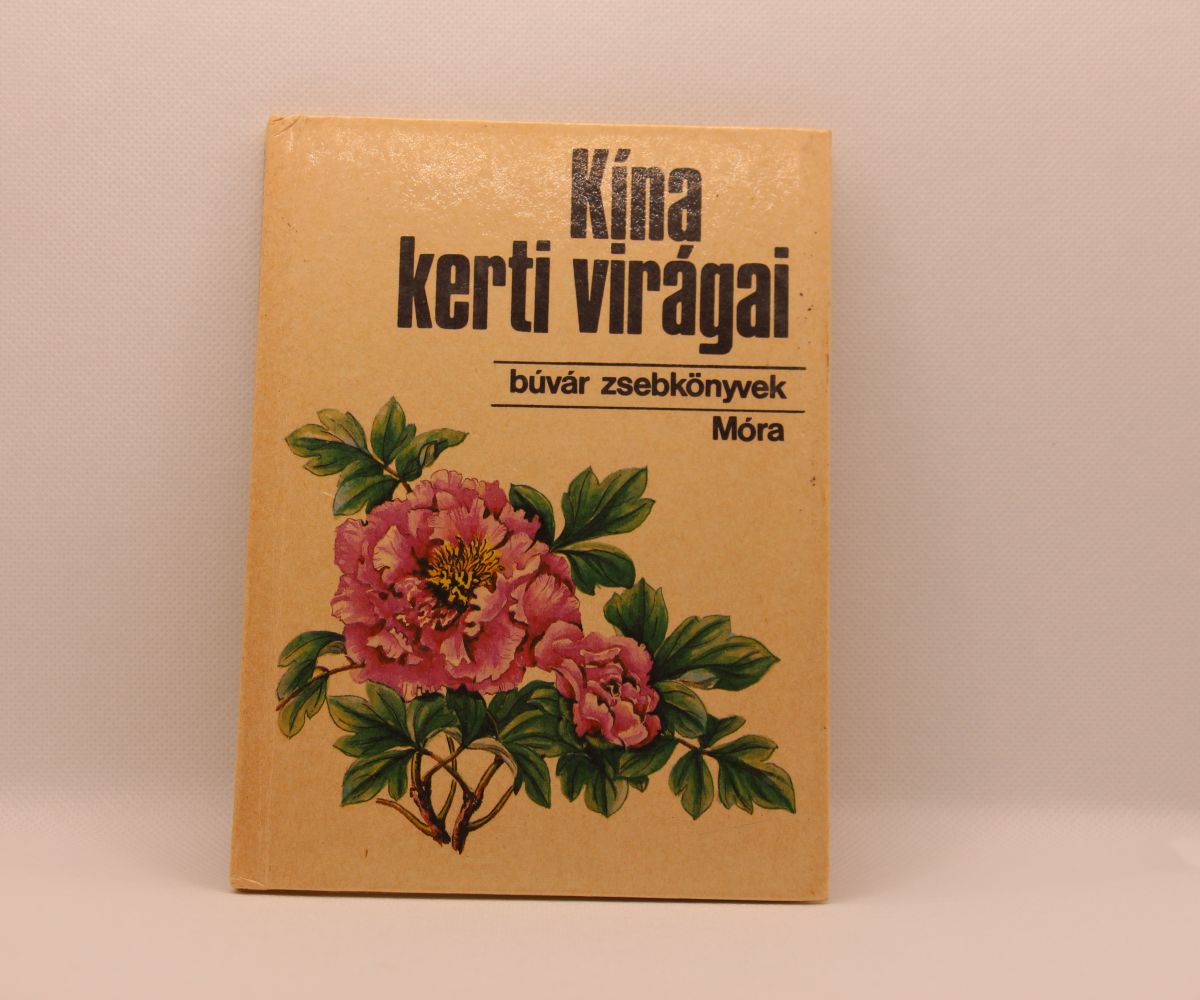 Kína
kerti virágai
búvár zsebkönyvek
Móra